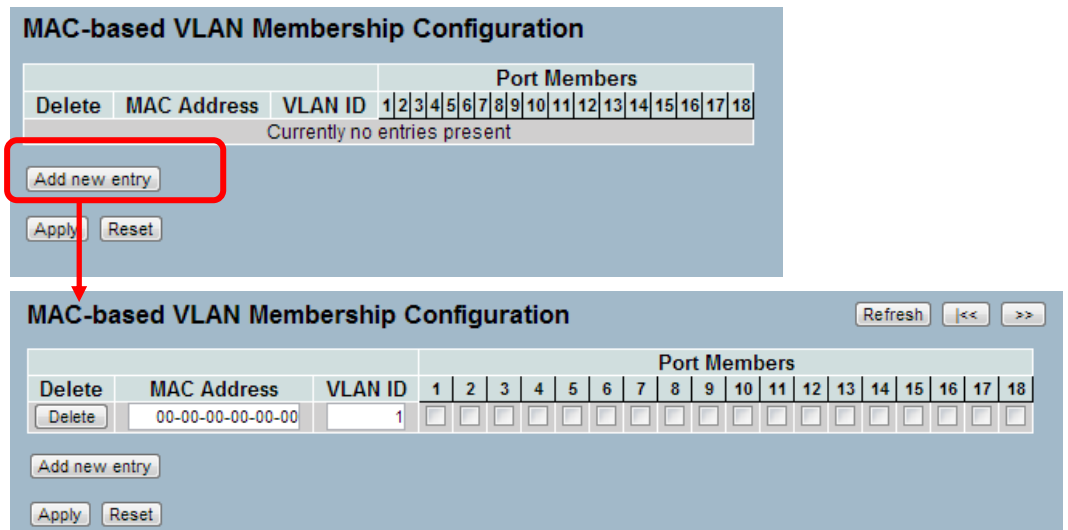 MAC-based VLAN Membership Configuration
Port Members
Delete MAC Address VLAN ID 1 2 3 4 5 6 7 8 9 10 11 12 13 14 15 16 17 18
Currently no entries present
Add new entry
Apply Reset
MAC-based VLAN Membership Configuration Refresh |<< >>
Port Members
Delete MAC Address VLAN ID 1 2 3 4 5 6 7 8 9 10 11 12 13 14 15 16 17 18
Delete 00-00-00-00-00-00 1
Add new entry
Apply Reset